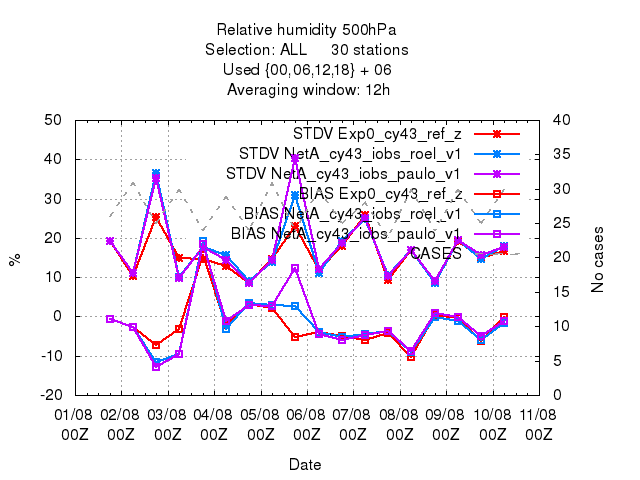 Relative humidity 500hPa
Selection: ALL 30 stations
Used {00,06,12,18} + 06
Averaging window: 12h
50 40
STDV Exp0_cy43_ref_z
40 35
STDV NetA_cy43_iobs_roel_v1
STDV NetA_cy43_iobs_paulo_v1
30 30
BIAS Exp0_cy43_ref_z
BIAS NetA_cy43_iobs_roel_v1
20 25
BIAS NetA_cy43_iobs_paulo_v1
CASES
% No cases
20
10 15
0 10
-10 5
-20 0
01/08 02/08 03/08 04/08 05/08 06/08 07/08 08/08 09/08 10/08 11/08
00Z 00Z 00Z 00Z 00Z 00Z 00Z 00Z 00Z 00Z 00Z
Date